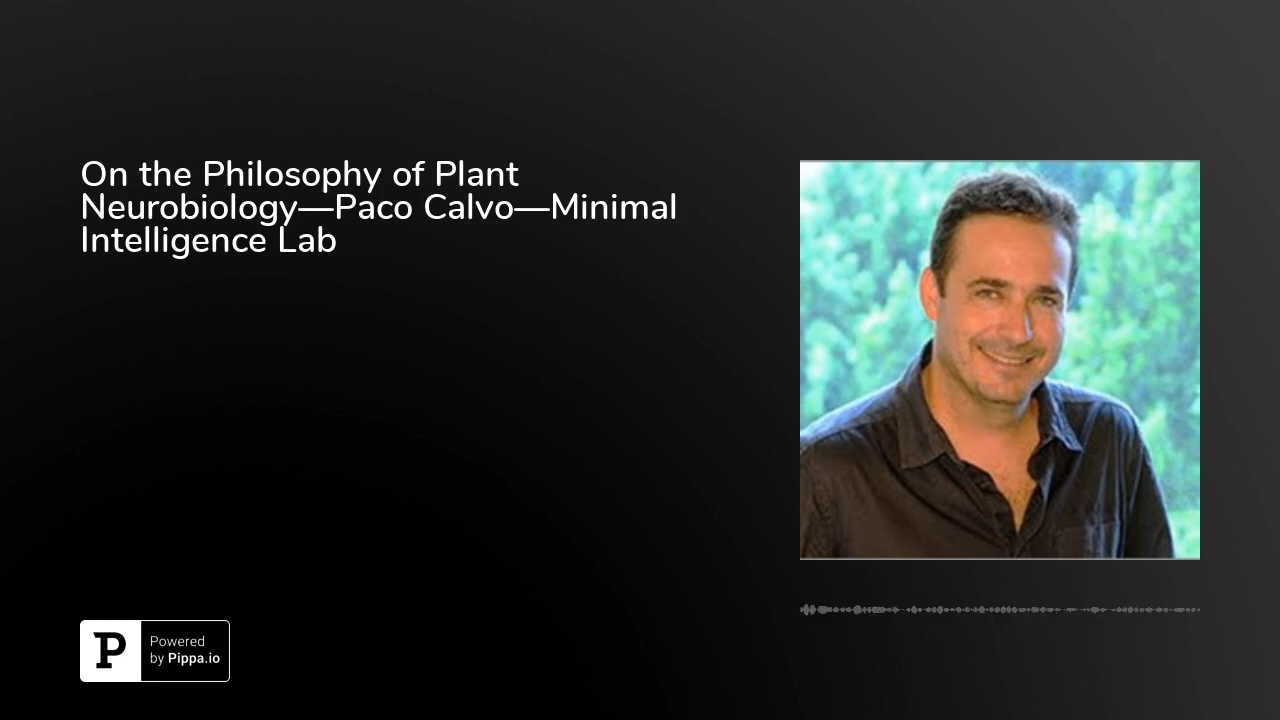 On the Philosophy of Plant
Neurobiology—Paco Calvo—Minimal
Intelligence Lab
P
Powered
by Pippa.io